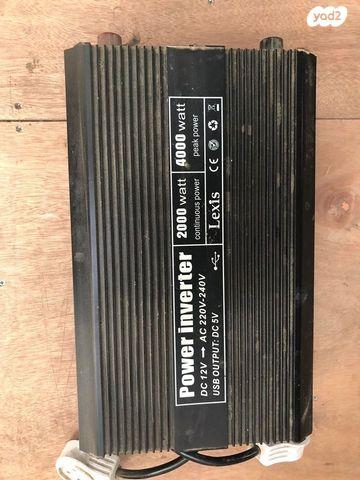 yad2
Power inverter
DC 12V → AC 220V-240V
USB OUTPUT: DC 5V
2000 watt
continuous power
4000 watt
peak power
Lexis
CE